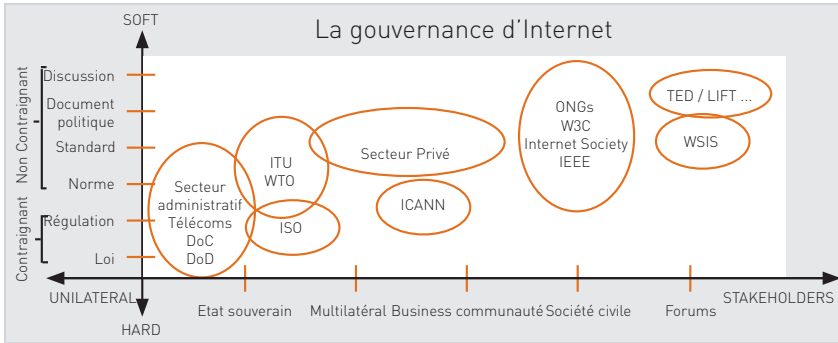 La gouvernance d'Internet
SOFT
Non Contraignant
Contraignant
Discussion
Document
politique
Standard
Norme
Régulation
Loi
Secteur
administratif
Télécoms
DoC
DoD
ITU
WTO
ISO
Secteur Privé
ICANN
ONGs
W3C
Internet Society
IEEE
TED / LIFT ...
WSIS
UNILATERAL
STAKEHOLDERS
Etat souverain
Multilatéral
Business communauté
Société civile
Forums
HARD